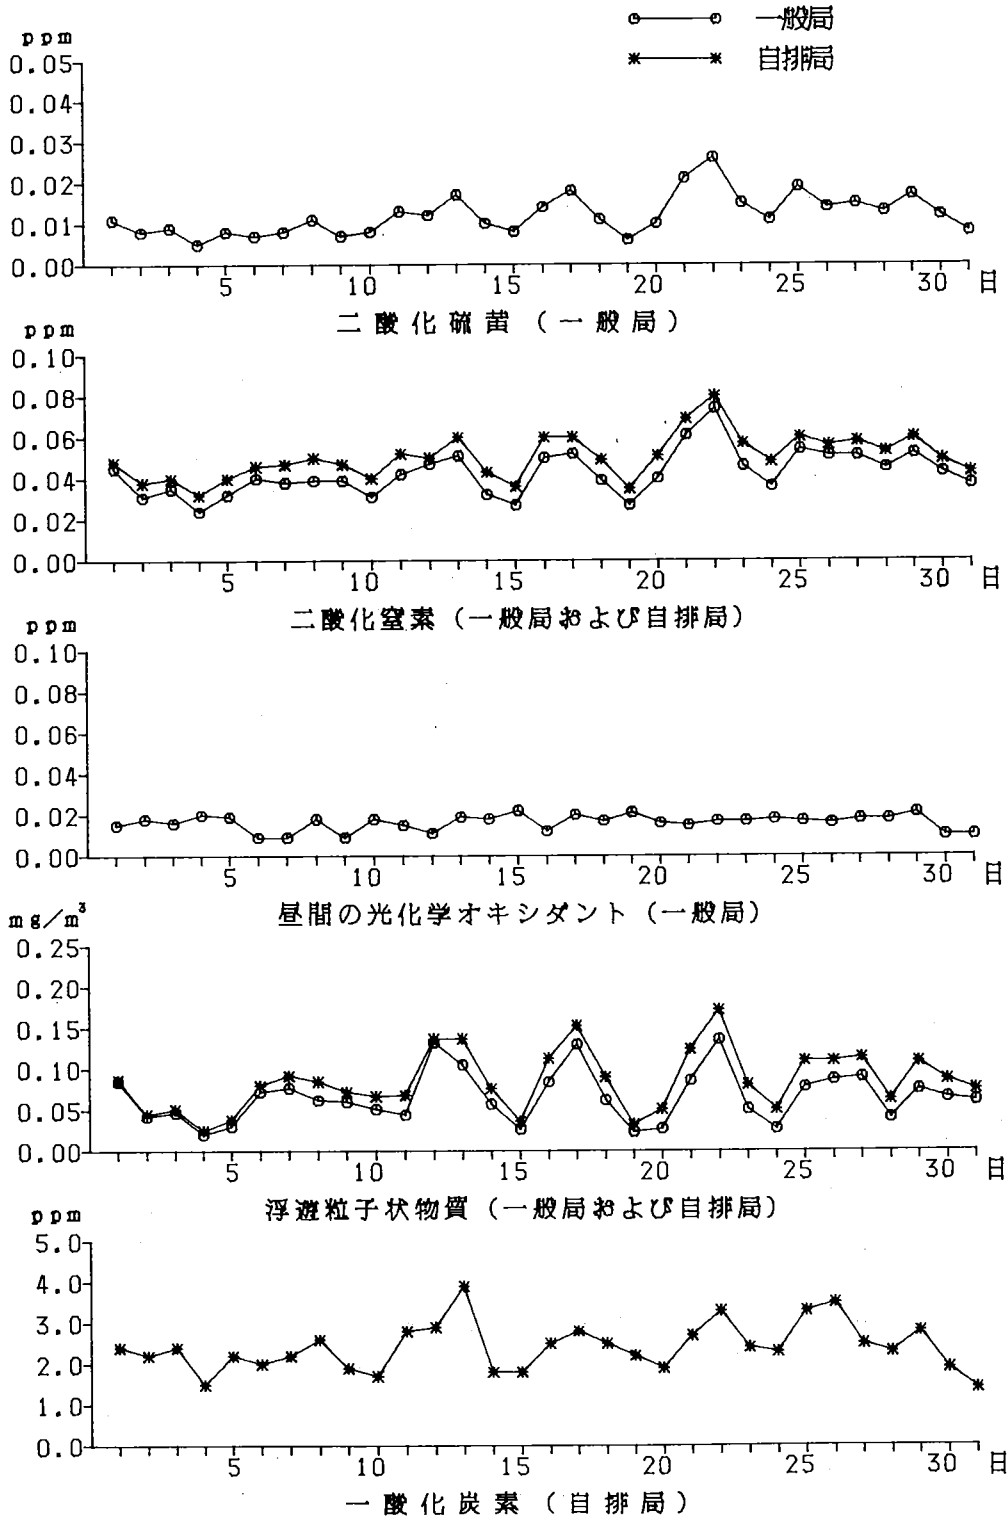 一般局
自排局
ppm
0.05
0.04
0.03
0.02
0.01
0.00
5 10 15 20 25 30 日
二酸化硫黄（一般局）
ppm
0.10
0.08
0.06
0.04
0.02
0.00
5 10 15 20 25 30 日
二酸化窒素（一般局および自排局）
ppm
0.10
0.08
0.06
0.04
0.02
0.00
5 10 15 20 25 30 日
昼間の光化学オキシダント（一般局）
mg/m³
0.25
0.20
0.15
0.10
0.05
0.00
5 10 15 20 25 30 日
浮遊粒子状物質（一般局および自排局）
ppm
5.0
4.0
3.0
2.0
1.0
0.0
5 10 15 20 25 30 日
一酸化炭素（自排局）